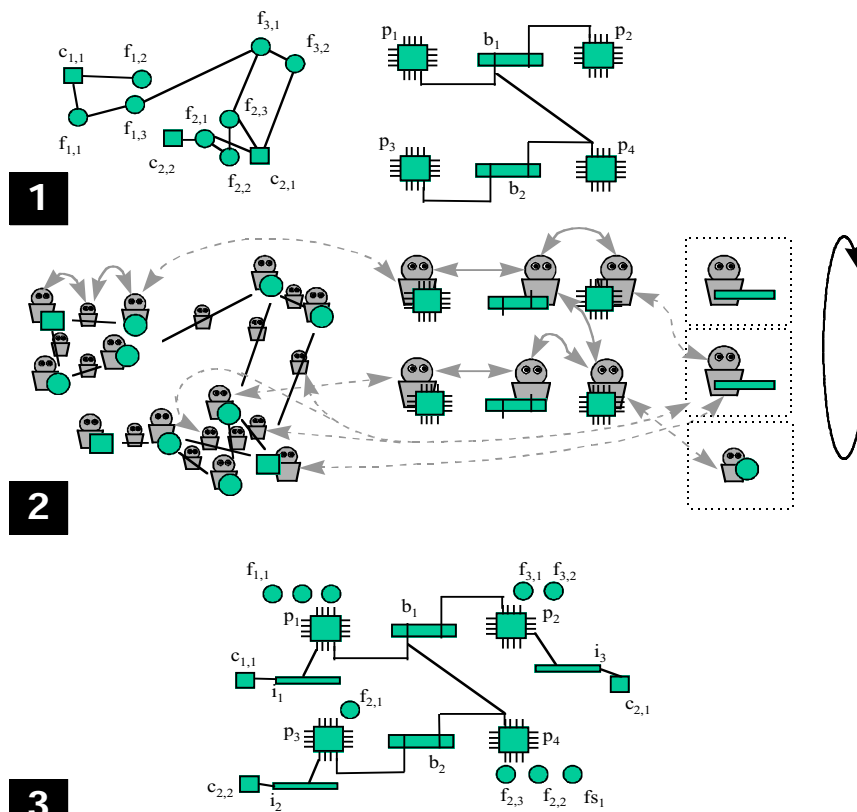 f3,1
c1,1 f1,2 f3,2
f2,3
f2,1
f1,1 f1,3
c2,2 f2,2 c2,1
p1 b1 p2
p3 b2 p4
1
2
f1,1 f3,1 f3,2
p1 b1 p2
c1,1 i1 i3
c2,1
f2,1
p3 b2 p4
c2,2 i2
f2,3 f2,2 fs1
3